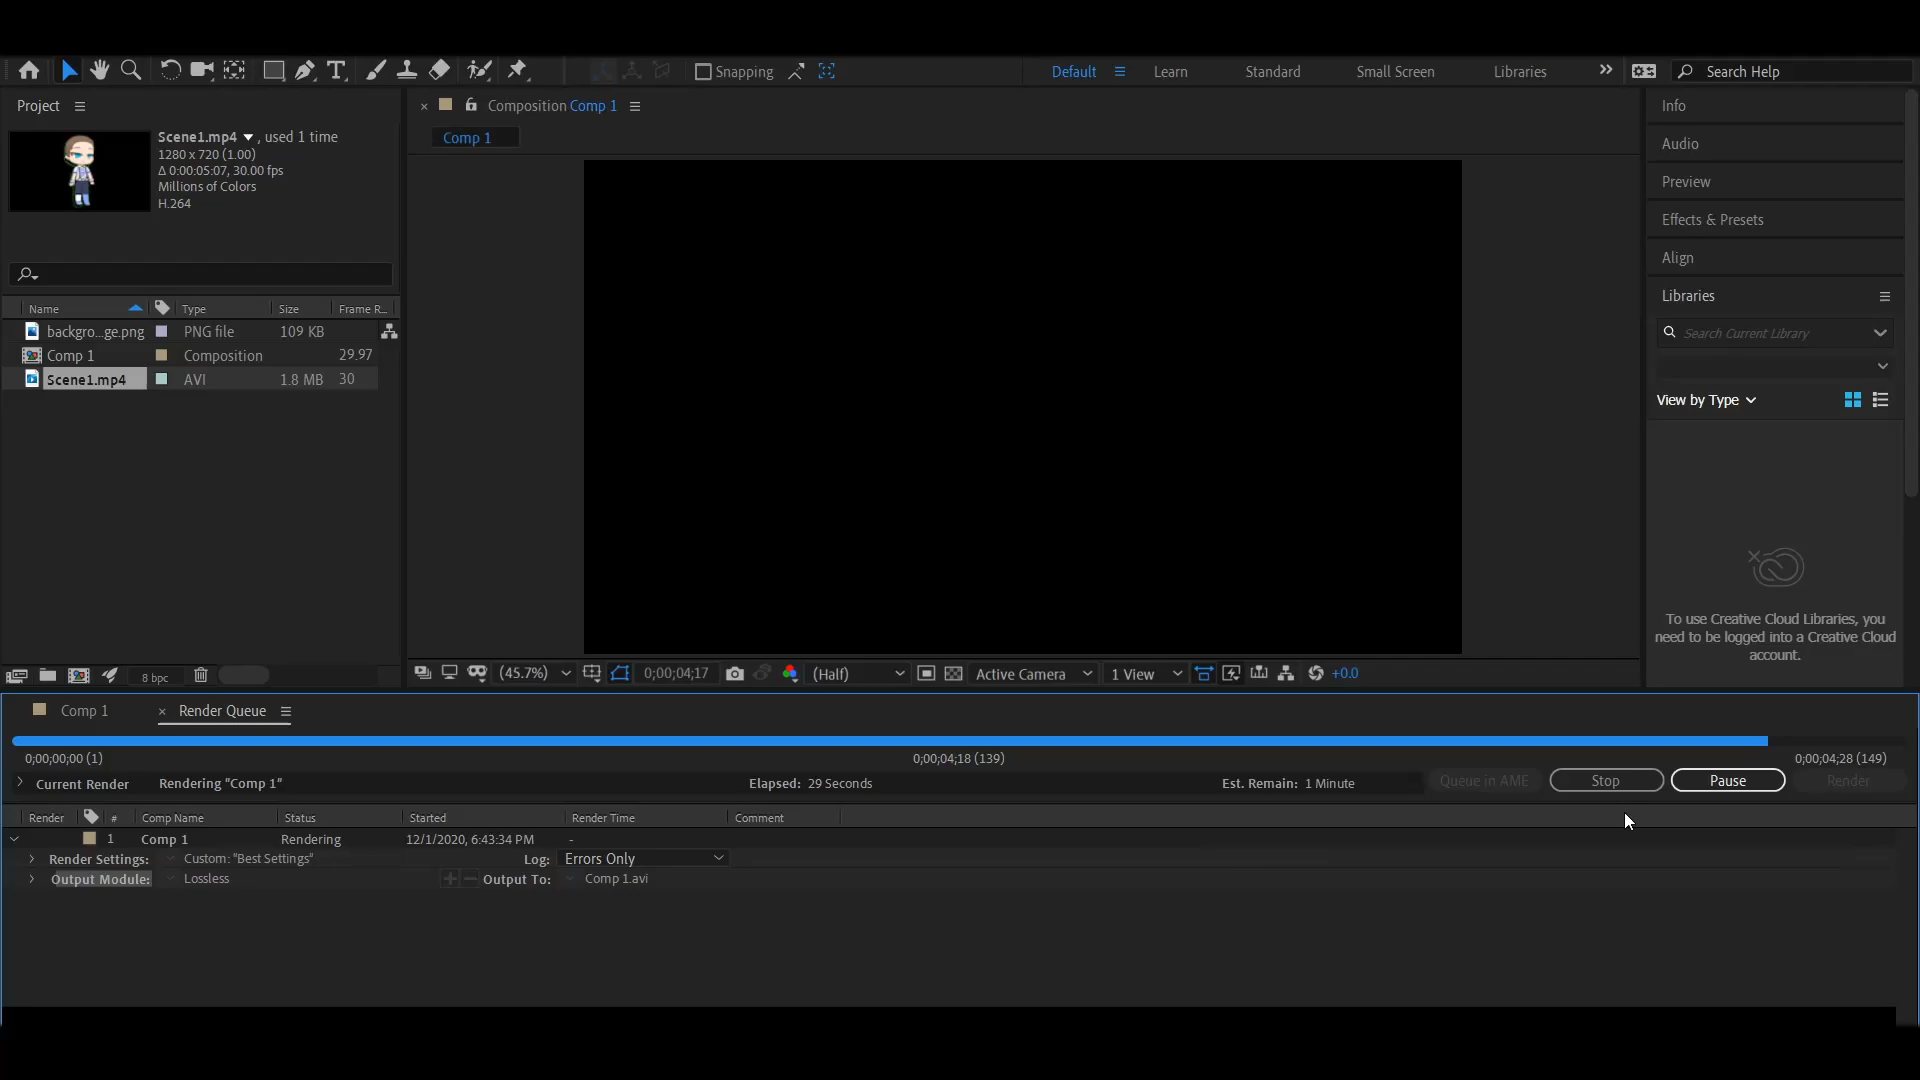 Snapping
Default
Learn
Standard
Small Screen
Libraries
Search Help
Project
Composition Comp 1
Comp 1
Scene1.mp4 , used 1 time
1280 x 720 (1.00)
Δ 0:00:05:07, 30.00 fps
Millions of Colors
H.264
Name Type Size Frame R...
backgro...ge.png PNG file 109 KB
Comp 1 Composition 29.97
Scene1.mp4 AVI 1.8 MB 30
8 bpc
(45.7%) 0;00;04;17 (Half) Active Camera 1 View +0.0
Info
Audio
Preview
Effects & Presets
Align
Libraries
Search Current Library
View by Type
To use Creative Cloud Libraries, you
need to be logged into a Creative Cloud
account.
Comp 1 Render Queue
0;00;00;00 (1) 0;00;04;18 (139) 0;00;04;28 (149)
Current Render Rendering "Comp 1" Elapsed: 29 Seconds Est. Remain: 1 Minute Queue in AME Stop Pause Render
Render # Comp Name Status Started Render Time Comment
1 Comp 1 Rendering 12/1/2020, 6:43:34 PM -
Render Settings: Custom: "Best Settings" Log: Errors Only
Output Module: Lossless Output To: Comp 1.avi